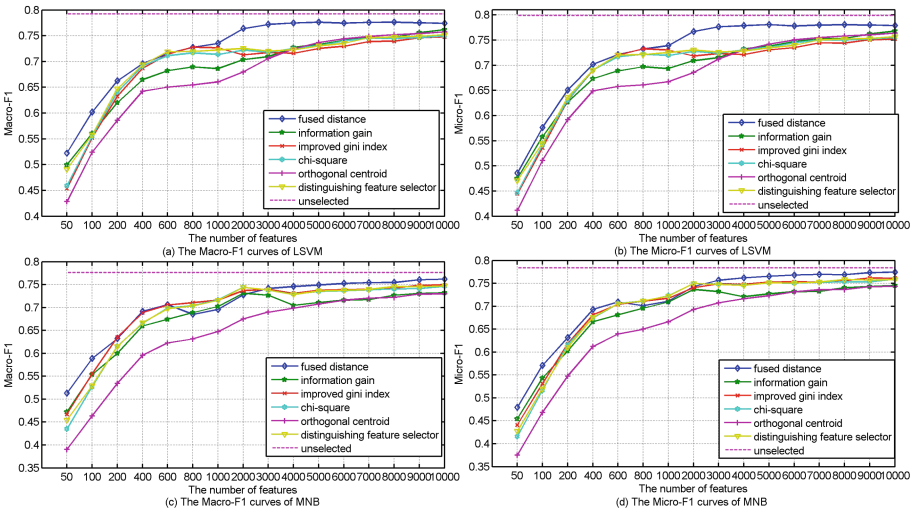 0.8
0.75
0.7
0.65
0.6
0.55
0.5
0.45
0.4
Macro-F1
fused distance
information gain
improved gini index
chi-square
orthogonal centroid
distinguishing feature selector
unselected
50 100 200 400 600 800 1000 2000 3000 4000 5000 6000 7000 8000 9000 10000
The number of features
(a) The Macro-F1 curves of LSVM
0.8
0.75
0.7
0.65
0.6
0.55
0.5
0.45
0.4
Micro-F1
fused distance
information gain
improved gini index
chi-square
orthogonal centroid
distinguishing feature selector
unselected
50 100 200 400 600 800 1000 2000 3000 4000 5000 6000 7000 8000 9000 10000
The number of features
(b) The Micro-F1 curves of LSVM
0.8
0.75
0.7
0.65
0.6
0.55
0.5
0.45
0.4
0.35
Macro-F1
fused distance
information gain
improved gini index
chi-square
orthogonal centroid
distinguishing feature selector
unselected
50 100 200 400 600 800 1000 2000 3000 4000 5000 6000 7000 8000 9000 10000
The number of features
(c) The Macro-F1 curves of MNB
0.8
0.75
0.7
0.65
0.6
0.55
0.5
0.45
0.4
0.35
Micro-F1
fused distance
information gain
improved gini index
chi-square
orthogonal centroid
distinguishing feature selector
unselected
50 100 200 400 600 800 1000 2000 3000 4000 5000 6000 7000 8000 9000 10000
The number of features
(d) The Micro-F1 curves of MNB